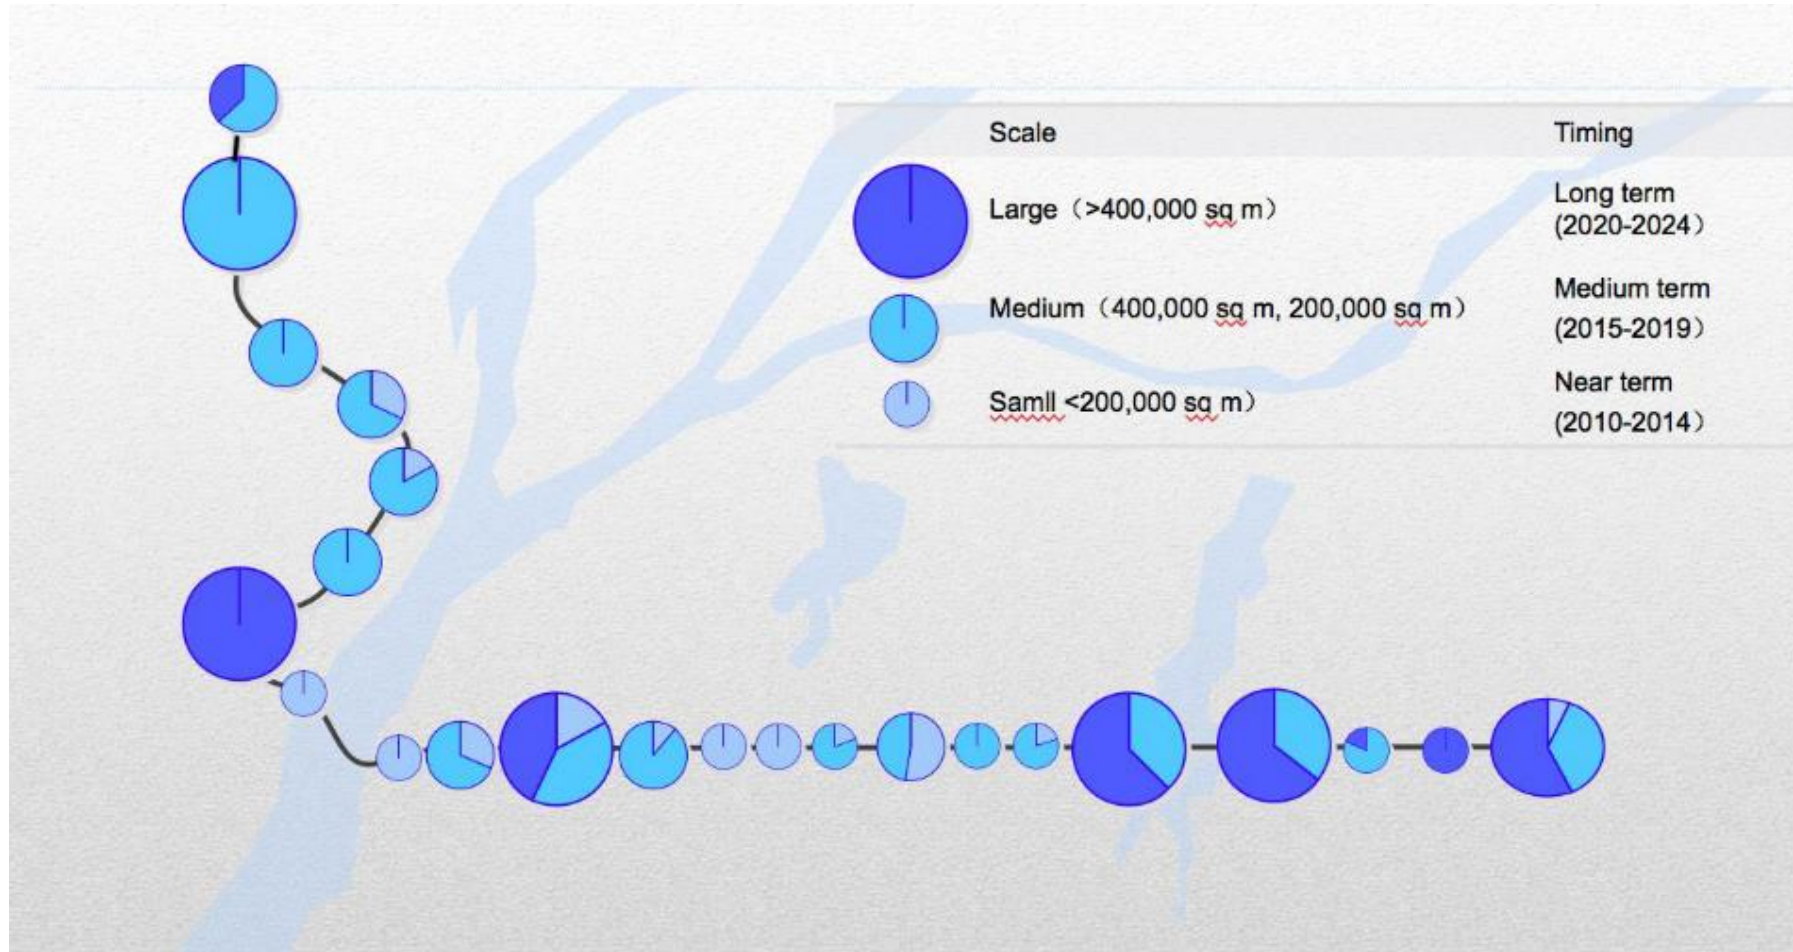 Scale Timing
Large（>400,000 sq m） Long term
(2020-2024）
Medium（400,000 sq m, 200,000 sq m） Medium term
(2015-2019）
Samll <200,000 sq m） Near term
(2010-2014）